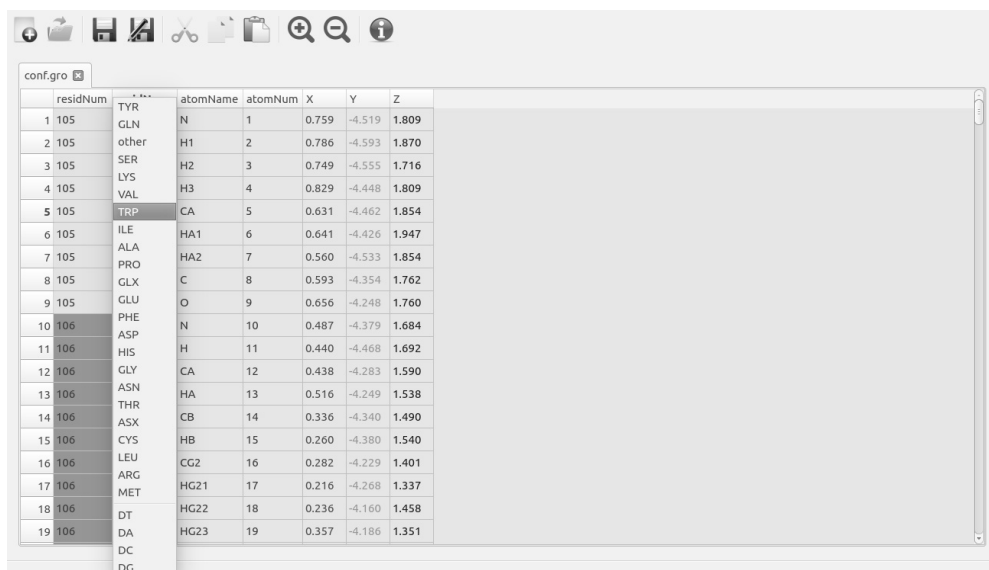 conf.gro
residNum atomName atomNum X Y Z
1 105 N 1 0.759 -4.519 1.809
2 105 H1 2 0.786 -4.593 1.870
3 105 H2 3 0.749 -4.555 1.716
4 105 H3 4 0.829 -4.448 1.809
5 105 CA 5 0.631 -4.462 1.854
6 105 HA1 6 0.641 -4.426 1.947
7 105 HA2 7 0.560 -4.533 1.854
8 105 C 8 0.593 -4.354 1.762
9 105 O 9 0.656 -4.248 1.760
10 106 N 10 0.487 -4.379 1.684
11 106 H 11 0.440 -4.468 1.692
12 106 CA 12 0.438 -4.283 1.590
13 106 HA 13 0.516 -4.249 1.538
14 106 CB 14 0.336 -4.340 1.490
15 106 HB 15 0.260 -4.380 1.540
16 106 CG2 16 0.282 -4.229 1.401
17 106 HG21 17 0.216 -4.268 1.337
18 106 HG22 18 0.236 -4.160 1.458
19 106 HG23 19 0.357 -4.186 1.351
TYR
GLN
other
SER
LYS
VAL
TRP
ILE
ALA
PRO
GLX
GLU
PHE
ASP
HIS
GLY
ASN
THR
ASX
CYS
LEU
ARG
MET
DT
DA
DC
DG